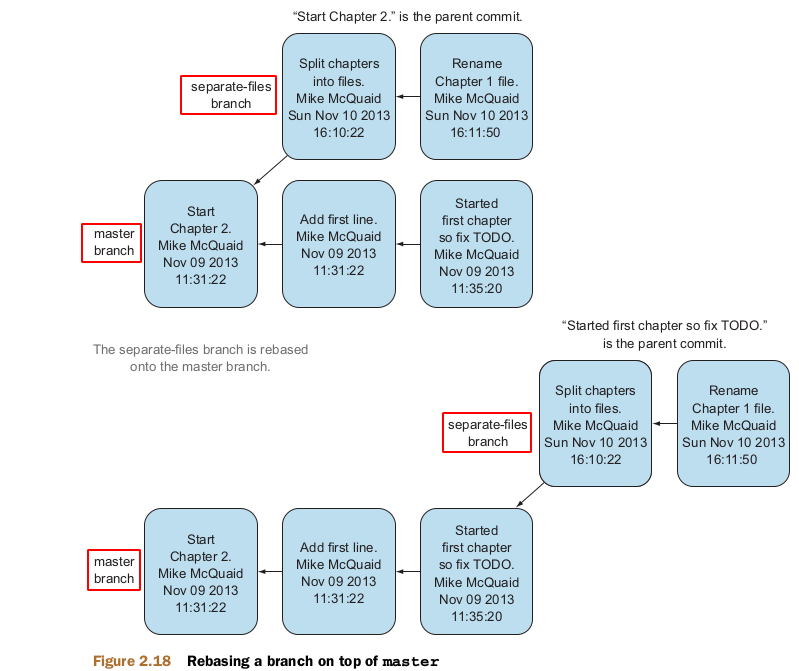 “Start Chapter 2.” is the parent commit.
separate-files
branch
Split chapters
into files.
Mike McQuaid
Sun Nov 10 2013
16:10:22
Rename
Chapter 1 file.
Mike McQuaid
Sun Nov 10 2013
16:11:50
master
branch
Start
Chapter 2.
Mike McQuaid
Nov 09 2013
11:31:22
Add first line.
Mike McQuaid
Nov 09 2013
11:31:22
Started
first chapter
so fix TODO.
Mike McQuaid
Nov 09 2013
11:35:20
The separate-files branch is rebased
onto the master branch.
“Started first chapter so fix TODO.”
is the parent commit.
separate-files
branch
Split chapters
into files.
Mike McQuaid
Sun Nov 10 2013
16:10:22
Rename
Chapter 1 file.
Mike McQuaid
Sun Nov 10 2013
16:11:50
master
branch
Start
Chapter 2.
Mike McQuaid
Nov 09 2013
11:31:22
Add first line.
Mike McQuaid
Nov 09 2013
11:31:22
Started
first chapter
so fix TODO.
Mike McQuaid
Nov 09 2013
11:35:20
Figure 2.18 Rebasing a branch on top of master